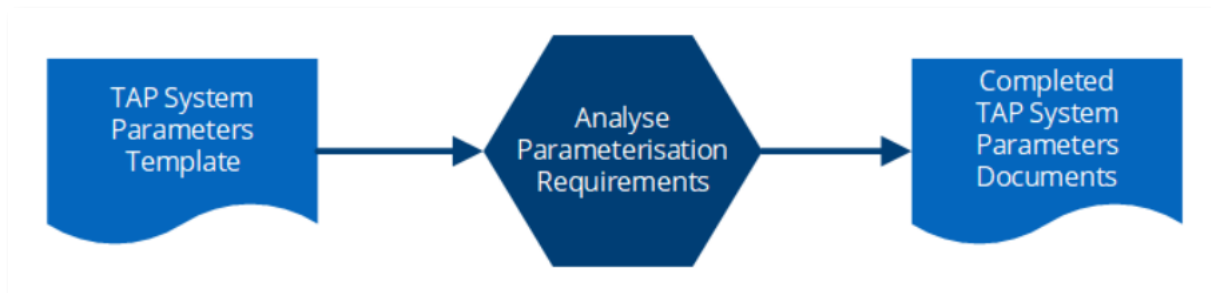 TAP System
Parameters
Template
Analyse
Parameterisation
Requirements
Completed
TAP System
Parameters
Documents